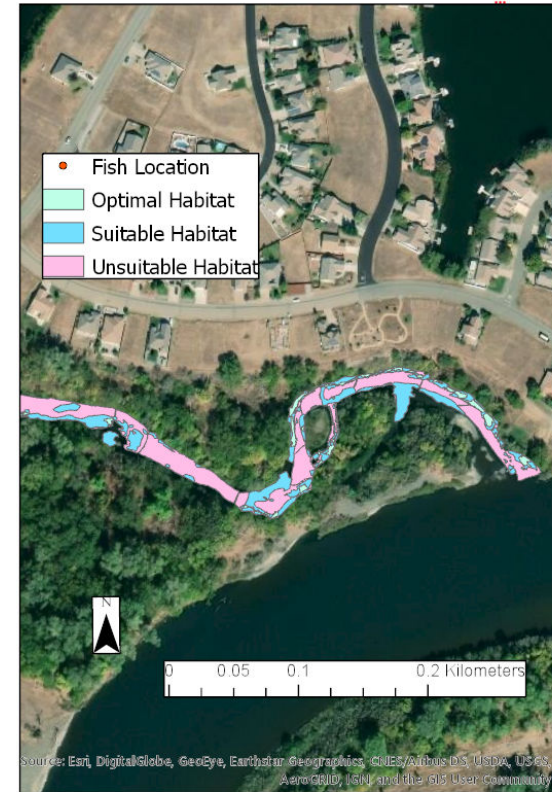 Fish Location
Optimal Habitat
Suitable Habitat
Unsuitable Habitat
N
0 0.05 0.1 0.2 Kilometers
Source: Esri, DigitalGlobe, GeoEye, Earthstar Geographics, CNES/Airbus DS, USDA, USGS,
AeroGRID, IGN, and the GIS User Community